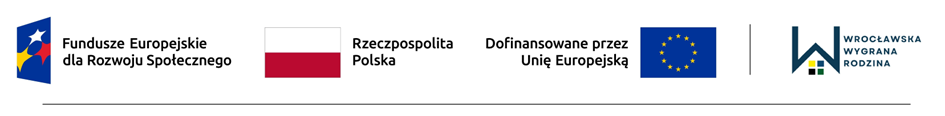 Fundusze Europejskie
dla Rozwoju Społecznego
Rzeczpospolita
Polska
Dofinansowane przez
Unię Europejską
WROCŁAWSKA
WYGRANA
RODZINA